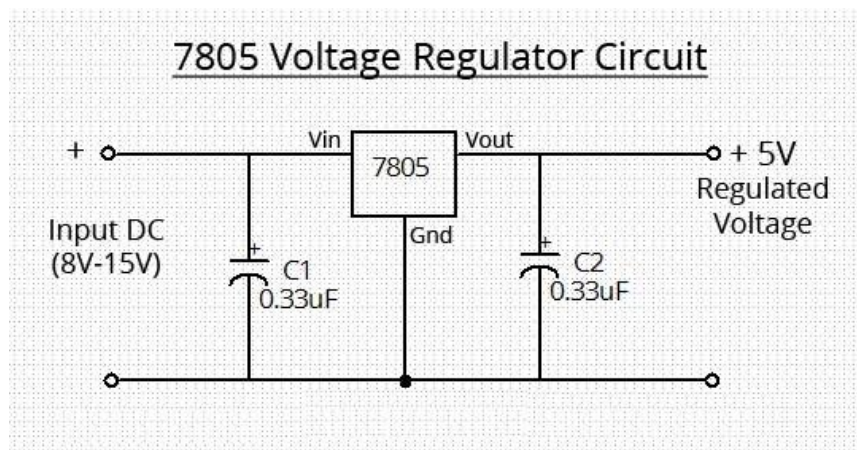 7805 Voltage Regulator Circuit
+
Vin
7805
Vout
+ 5V
Regulated
Voltage
Input DC
(8V-15V)
Gnd
+
C1
0.33uF
+
C2
0.33uF